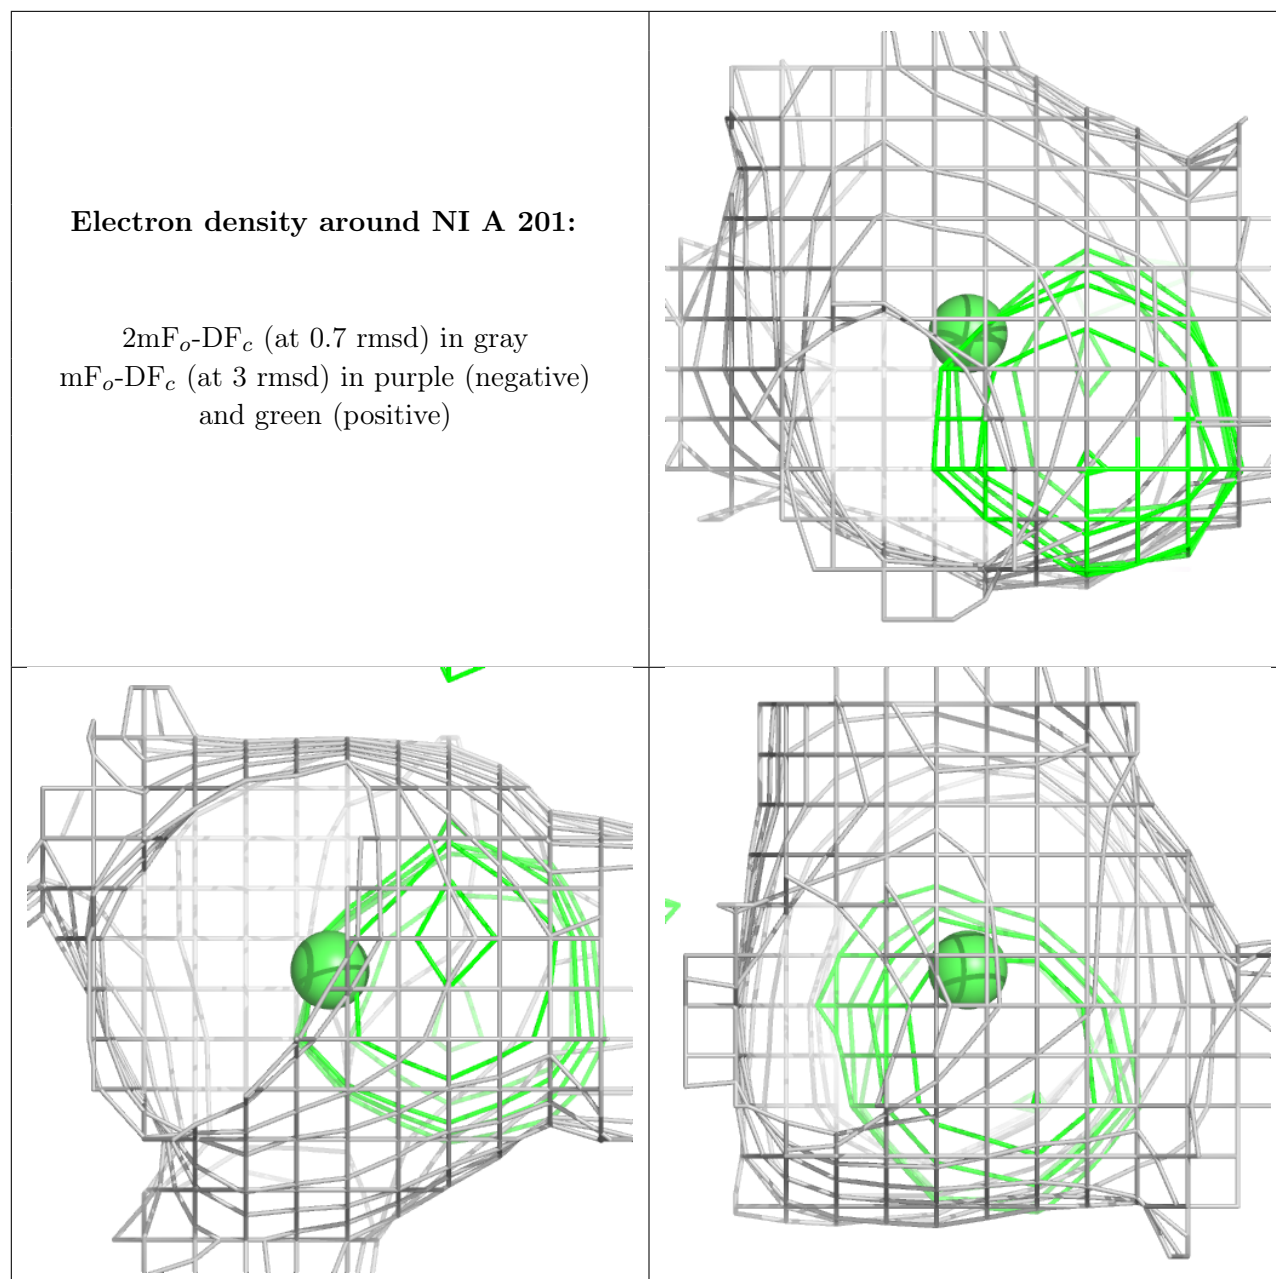 Electron density around NI A 201:
2mFo-DFc (at 0.7 rmsd) in gray
mFo-DFc (at 3 rmsd) in purple (negative)
and green (positive)